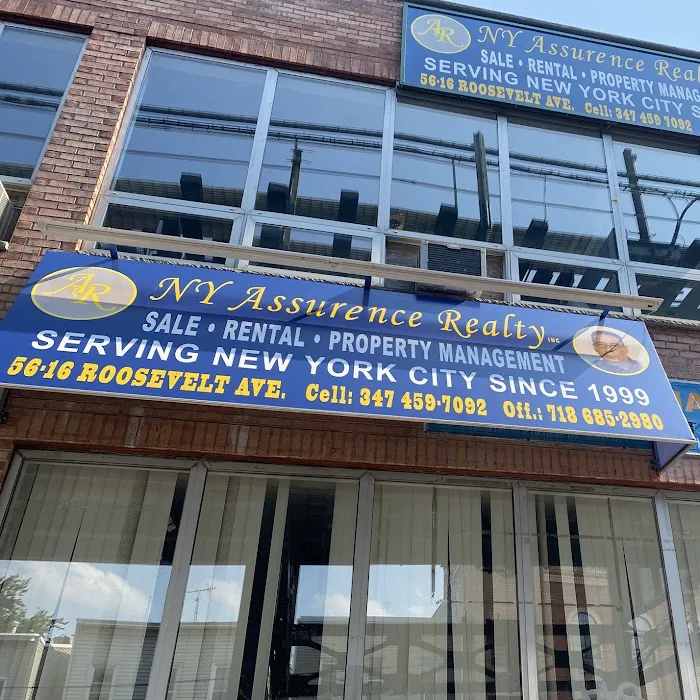 AR NY Assurence Realty
SALE • RENTAL • PROPERTY
SERVING NEW YORK CITY
56-16 ROOSEVELT AVE. Cell: 347 459 7092
AR NY Assurence Realty INC
SALE • RENTAL • PROPERTY MANAGEMENT
SERVING NEW YORK CITY SINCE 1999
56-16 ROOSEVELT AVE. Cell: 347 459-7092 Off.: 718 685-2980